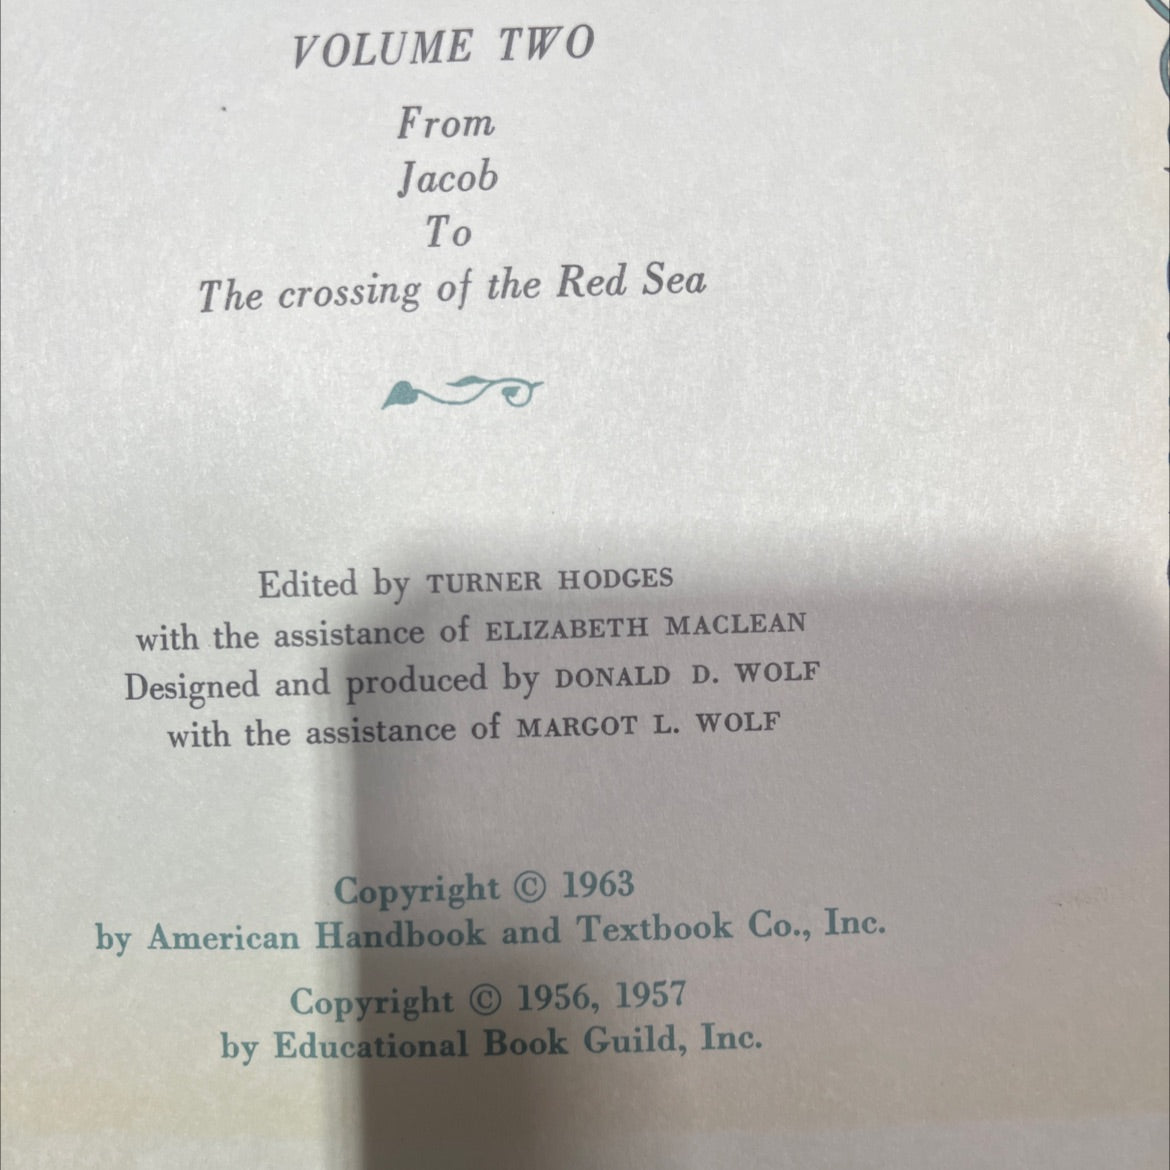 VOLUME TWO
From
Jacob
To
The crossing of the Red Sea
Edited by TURNER HODGES
with the assistance of ELIZABETH MACLEAN
Designed and produced by DONALD D. WOLF
with the assistance of MARGOT L. WOLF
Copyright © 1963
by American Handbook and Textbook Co., Inc.
Copyright © 1956, 1957
by Educational Book Guild, Inc.